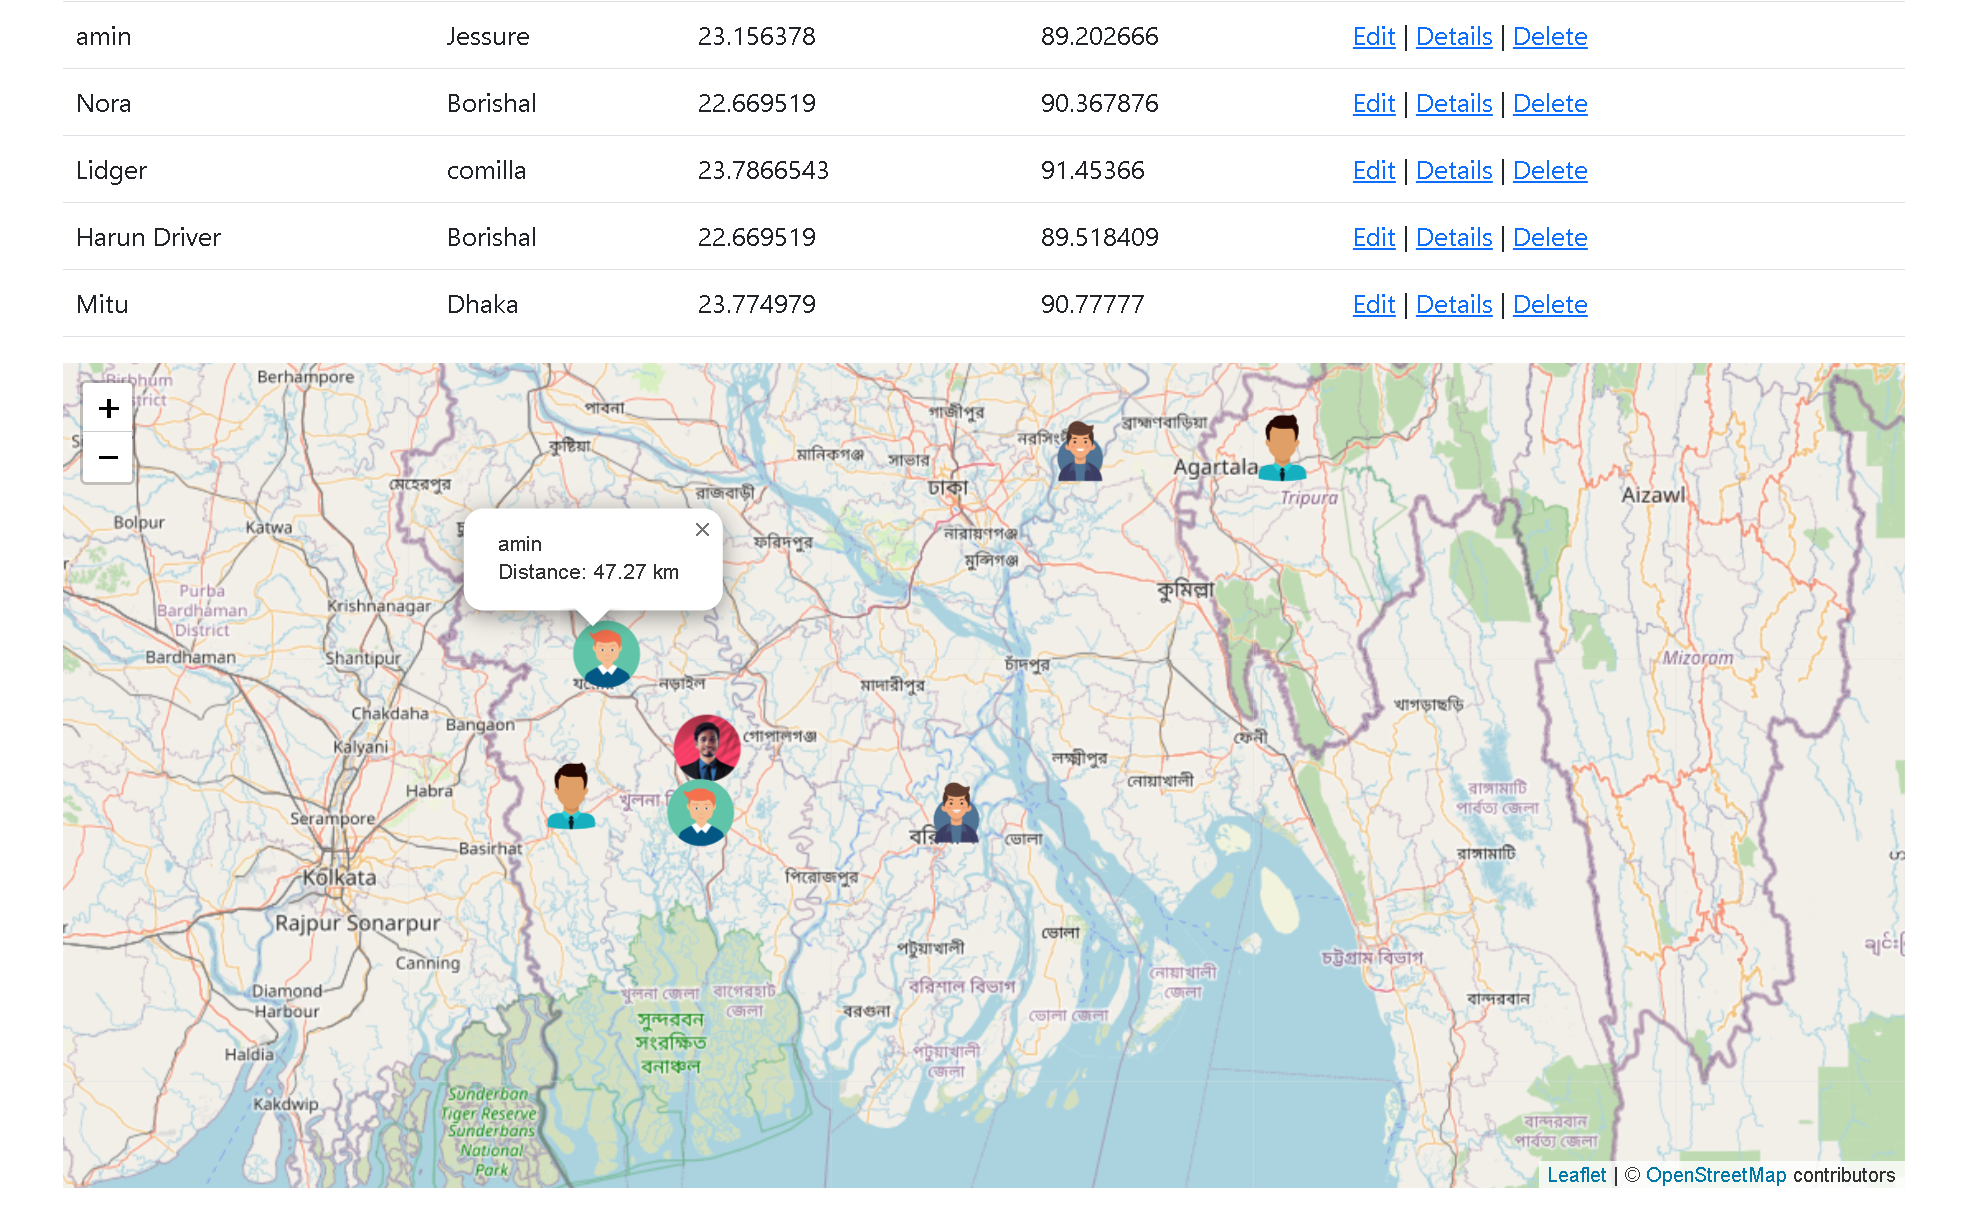 amin Jessure 23.156378 89.202666 Edit | Details | Delete
Nora Borishal 22.669519 90.367876 Edit | Details | Delete
Lidger comilla 23.7866543 91.45366 Edit | Details | Delete
Harun Driver Borishal 22.669519 89.518409 Edit | Details | Delete
Mitu Dhaka 23.774979 90.77777 Edit | Details | Delete
+
−
Berhampore
পাবনা
গাজীপুর
ব্রাহ্মণবাড়িয়া
কুষ্টিয়া
মানিকগঞ্জ
সাভার
Agartala
মেহেরপুর
রাজবাড়ী
ঢাকা
Tripura
Aizawl
Bolpur
Katwa
ফরিদপুর
নারায়ণগঞ্জ
মুন্সিগঞ্জ
amin
Distance: 47.27 km
Purba
Bardhaman
District
Krishnanagar
কুমিল্লা
Bardhaman
Shantipur
নড়াইল
মাদারীপুর
চাঁদপুর
Mizoram
Chakdaha
Bangaon
খাগড়াছড়ি
Kalyani
গোপালগঞ্জ
ফেনী
লক্ষ্মীপুর
নোয়াখালী
Habra
রাঙ্গামাটি
পার্বত্য জেলা
Serampore
Basirhat
ভোলা
রাঙ্গামাটি
Kolkata
পিরোজপুর
Rajpur Sonarpur
ভোলা
পটুয়াখালী
Canning
চট্টগ্রাম বিভাগ
নোয়াখালী
জেলা
Diamond
Harbour
খুলনা জেলা
বাগেরহাট
জেলা
বরিশাল বিভাগ
বান্দরবান
বরগুনা
ভোলা জেলা
সুন্দরবন
সংরক্ষিত
বনাঞ্চল
পটুয়াখালী
জেলা
Haldia
Kakdwip
Sunderban
Tiger Reserve
Sunderbans
National
Park
বান্দরবান
পার্বত্য জেলা
Leaflet | © OpenStreetMap contributors